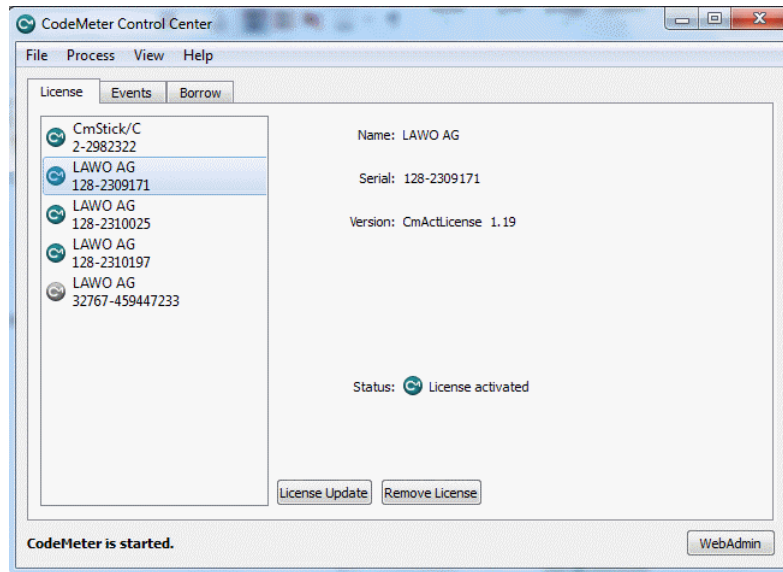 CodeMeter Control Center
File Process View Help
License Events Borrow
CmStick/C
2-2982322
LAWO AG
128-2309171
LAWO AG
128-2310025
LAWO AG
128-2310197
LAWO AG
32767-459447233
Name: LAWO AG
Serial: 128-2309171
Version: CmActLicense 1.19
Status: License activated
License Update Remove License
CodeMeter is started.
WebAdmin